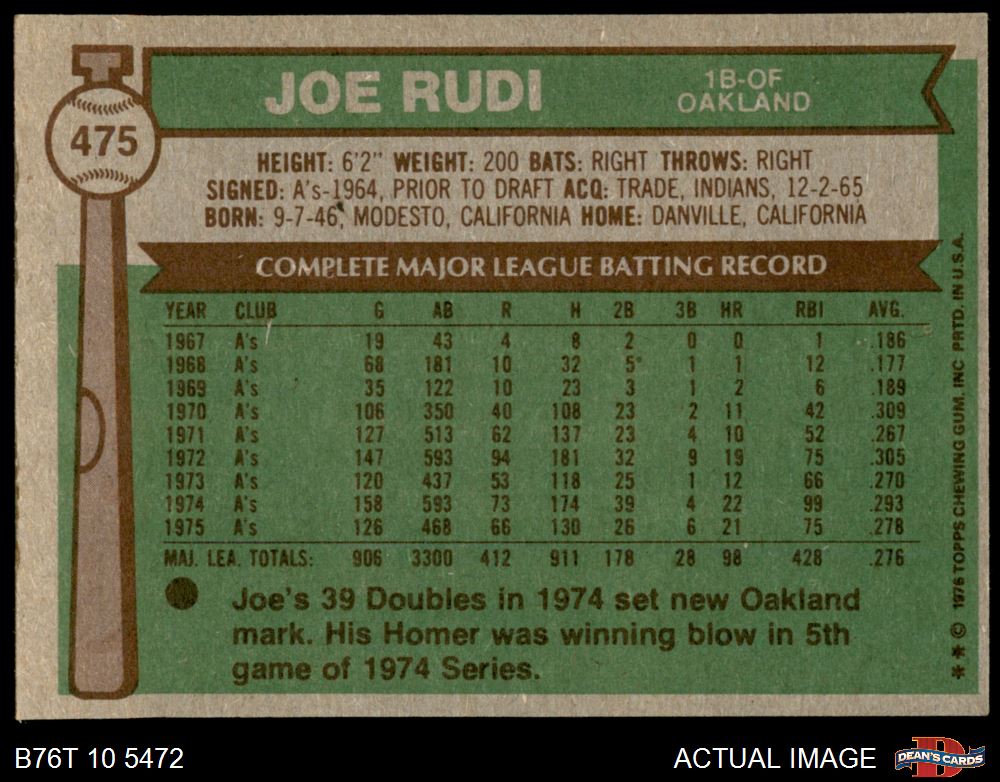 475
JOE RUDI
1B-OF
OAKLAND
HEIGHT: 6'2" WEIGHT: 200 BATS: RIGHT THROWS: RIGHT
SIGNED: A's-1964, PRIOR TO DRAFT ACQ: TRADE, INDIANS, 12-2-65
BORN: 9-7-46, MODESTO, CALIFORNIA HOME: DANVILLE, CALIFORNIA
COMPLETE MAJOR LEAGUE BATTING RECORD
YEAR CLUB G AB R H 2B 3B HR RBI AVG.
1967 A's 19 43 4 8 2 0 0 1 .186
1968 A's 68 181 10 32 5 1 1 12 .177
1969 A's 35 122 10 23 3 1 2 6 .189
1970 A's 106 350 40 108 23 2 11 42 .309
1971 A's 127 513 62 137 23 4 10 52 .267
1972 A's 147 593 94 181 32 9 19 75 .305
1973 A's 120 437 53 118 25 1 12 66 .270
1974 A's 158 593 73 174 39 4 22 99 .293
1975 A's 126 468 66 130 26 6 21 75 .278
MAJ. LEA. TOTALS: 906 3300 412 911 178 28 98 428 .276
Joe's 39 Doubles in 1974 set new Oakland
mark. His Homer was winning blow in 5th
game of 1974 Series.
** © 1976 TOPPS CHEWING GUM, INC PRTD. IN U.S.A.
B76T 10 5472
ACTUAL IMAGE
D
DEAN'S CARDS